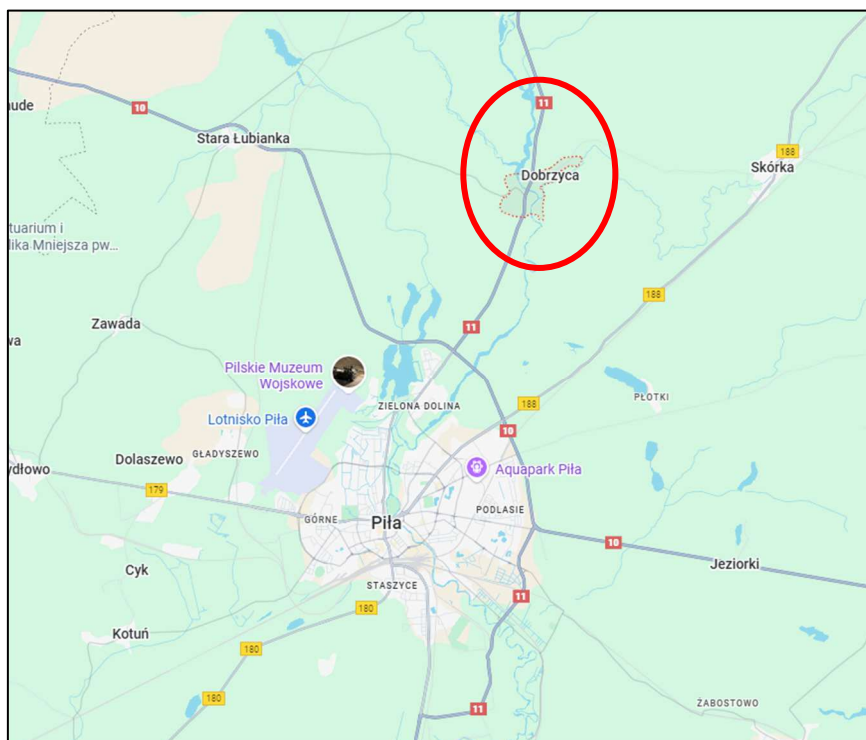 11
10
aude
Stara Łubianka
188
Dobrzyca
Skórka
tuarium i
lika Mniejsza pw...
188
11
Zawada
wa
Pilskie Muzeum
Wojskowe
PŁOTKI
ZIELONA DOLINA
188
Lotnisko Piła
10
GŁADYSZEWO
Dolaszewo
Aquapark Piła
ydłowo
179
PODLASIE
GÓRNE
Piła
10
Jeziorki
Cyk
STASZYCE
11
180
Kotuń
180
180
ŻABOSTOWO
11